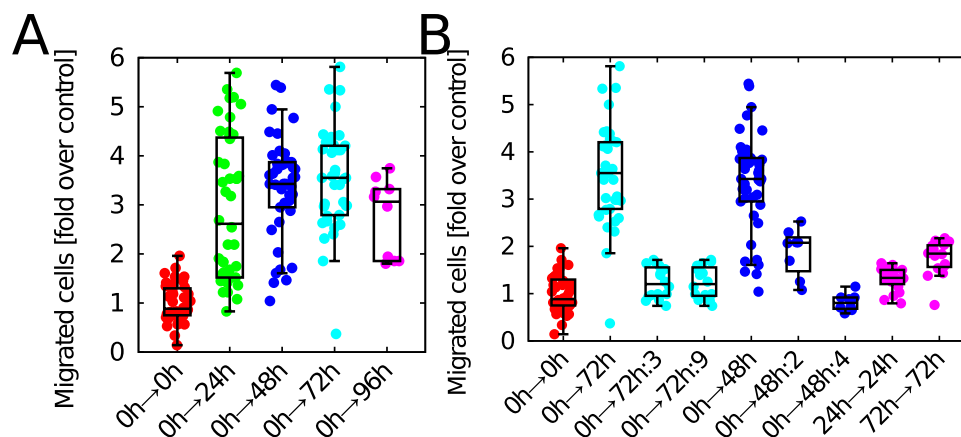 A
Migrated cells [fold over control]
6
5
4
3
2
1
0
0h→0h
0h→24h
0h→48h
0h→72h
0h→96h
B
Migrated cells [fold over control]
6
5
4
3
2
1
0
0h→0h
0h→72h
0h→72h:3
0h→72h:9
0h→48h
0h→48h:2
0h→48h:4
24h→24h
72h→72h